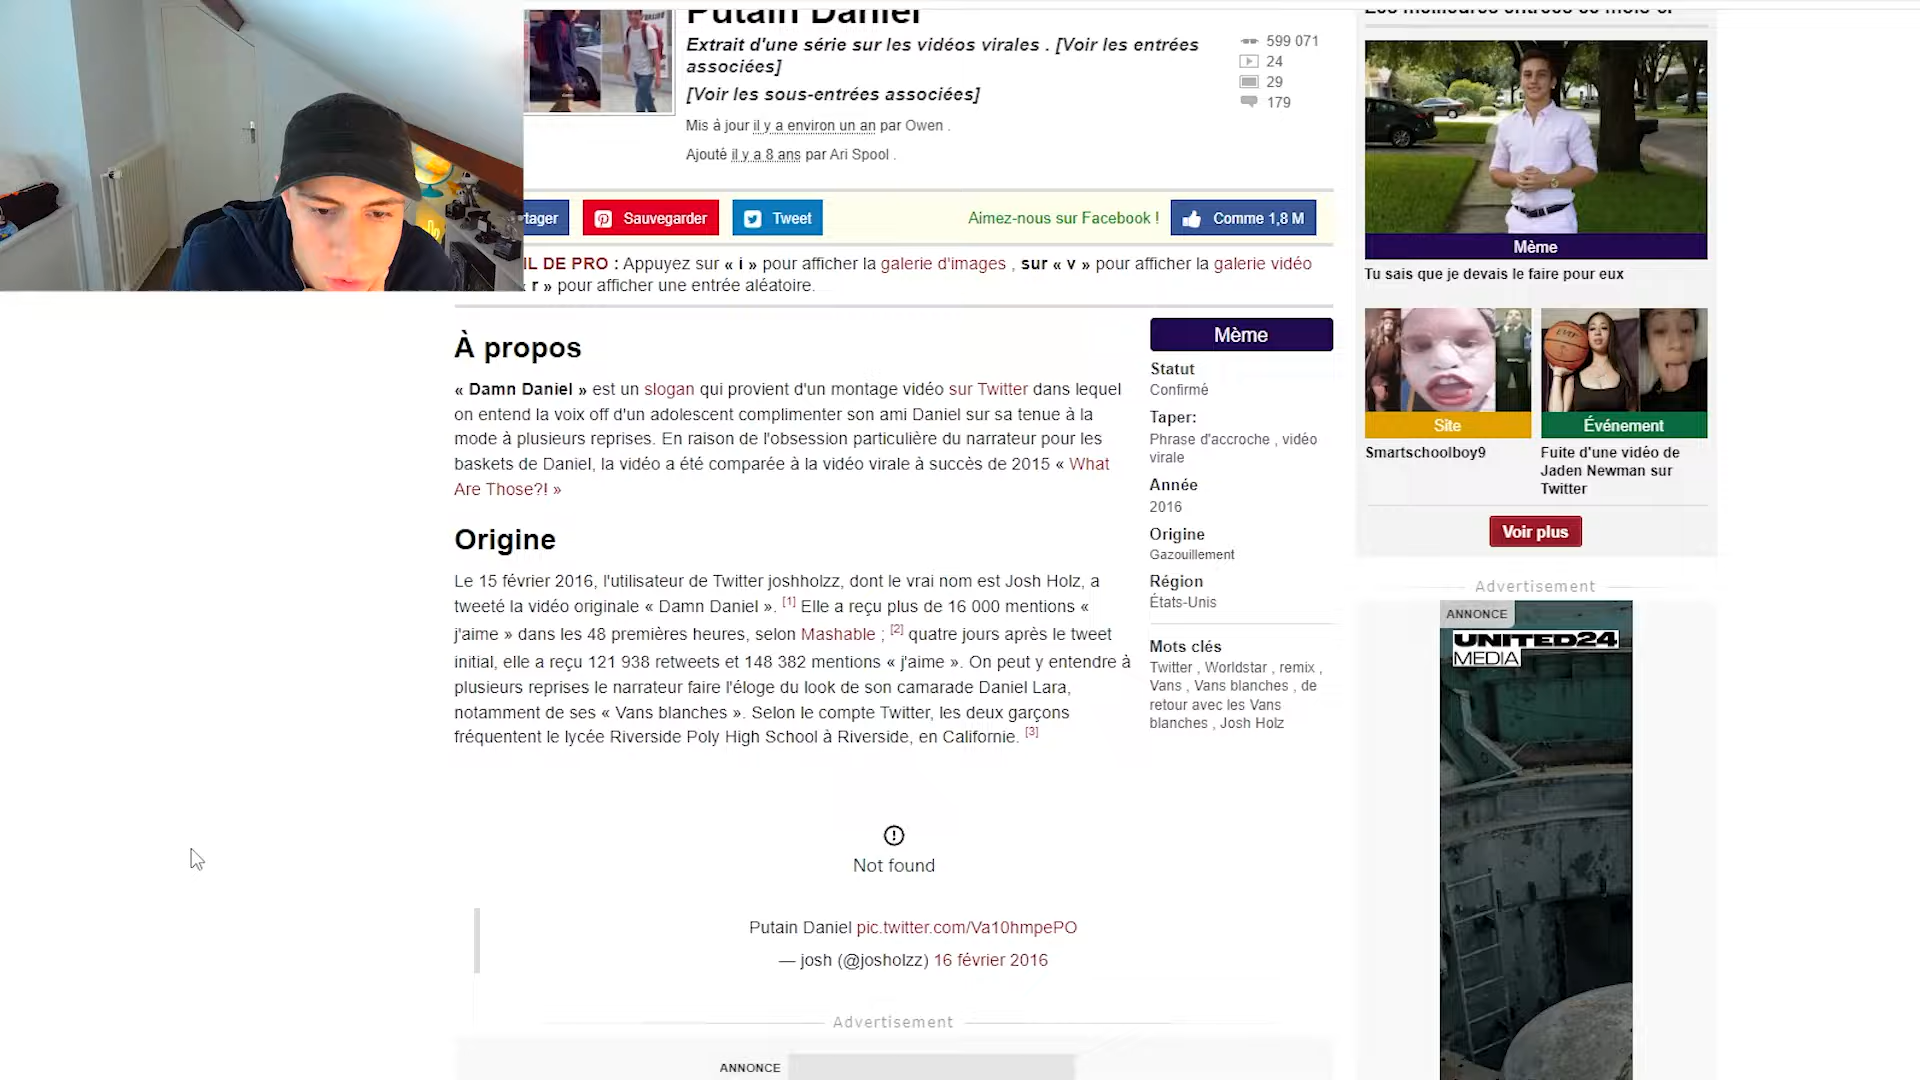 Putain Daniel
Extrait d'une série sur les vidéos virales . [Voir les entrées
associées]
[Voir les sous-entrées associées]
Mis à jour il y a environ un an par Owen .
Ajouté il y a 8 ans par Ari Spool .
599 071
24
29
179
tager
Sauvegarder
Tweet
Aimez-nous sur Facebook !
Comme 1,8 M
IL DE PRO : Appuyez sur « i » pour afficher la galerie d'images , sur « v » pour afficher la galerie vidéo
r » pour afficher une entrée aléatoire.
À propos
« Damn Daniel » est un slogan qui provient d'un montage vidéo sur Twitter dans lequel
on entend la voix off d'un adolescent complimenter son ami Daniel sur sa tenue à la
mode à plusieurs reprises. En raison de l'obsession particulière du narrateur pour les
baskets de Daniel, la vidéo a été comparée à la vidéo virale à succès de 2015 « What
Are Those?! »
Origine
Le 15 février 2016, l'utilisateur de Twitter joshholzz, dont le vrai nom est Josh Holz, a
tweeté la vidéo originale « Damn Daniel ». [1] Elle a reçu plus de 16 000 mentions «
j'aime » dans les 48 premières heures, selon Mashable ; [2] quatre jours après le tweet
initial, elle a reçu 121 938 retweets et 148 382 mentions « j'aime ». On peut y entendre à
plusieurs reprises le narrateur faire l'éloge du look de son camarade Daniel Lara,
notamment de ses « Vans blanches ». Selon le compte Twitter, les deux garçons
fréquentent le lycée Riverside Poly High School à Riverside, en Californie. [3]
Not found
Putain Daniel pic.twitter.com/Va10hmpePO
— josh (@josholzz) 16 février 2016
Advertisement
ANNONCE
Mème
Statut
Confirmé
Taper:
Phrase d'accroche , vidéo
virale
Année
2016
Origine
Gazouillement
Région
États-Unis
Mots clés
Twitter , Worldstar , remix ,
Vans , Vans blanches , de
retour avec les Vans
blanches , Josh Holz
Les meilleures entrées ce mois-ci
Mème
Tu sais que je devais le faire pour eux
Site
Smartschoolboy9
Événement
Fuite d'une vidéo de
Jaden Newman sur
Twitter
Voir plus
Advertisement
ANNONCE
UNITED24
MEDIA